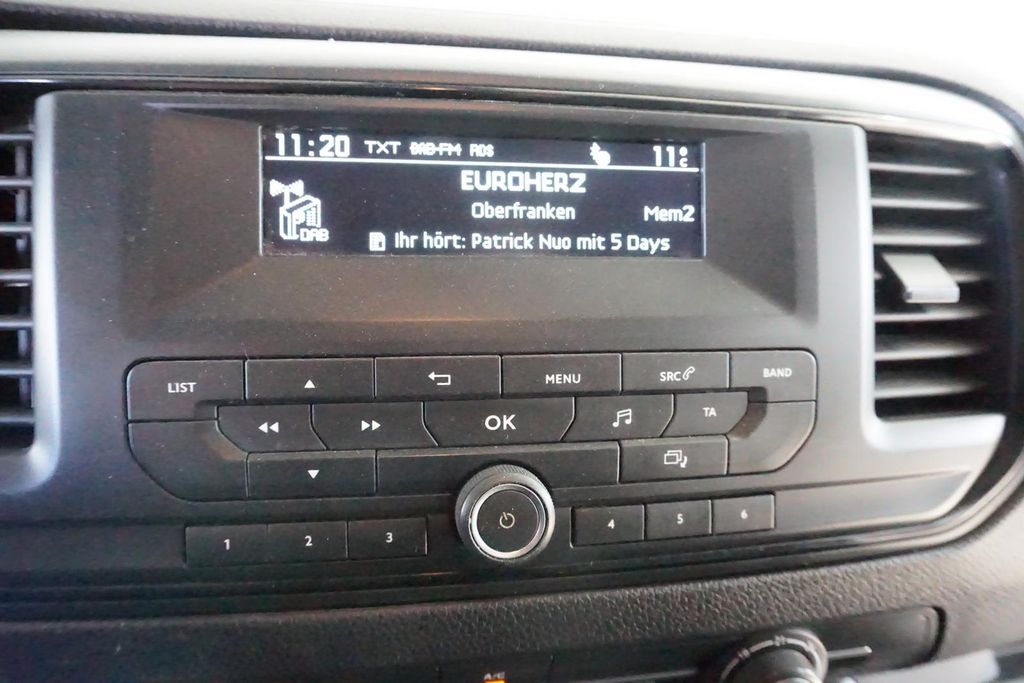 11:20 TXT DAB-FM RDS 11°C
EUROHERZ
Oberfranken Mem2
DAB
Ihr hört: Patrick Nuo mit 5 Days
LIST MENU SRC BAND
OK TA
1 2 3 4 5 6
A/C